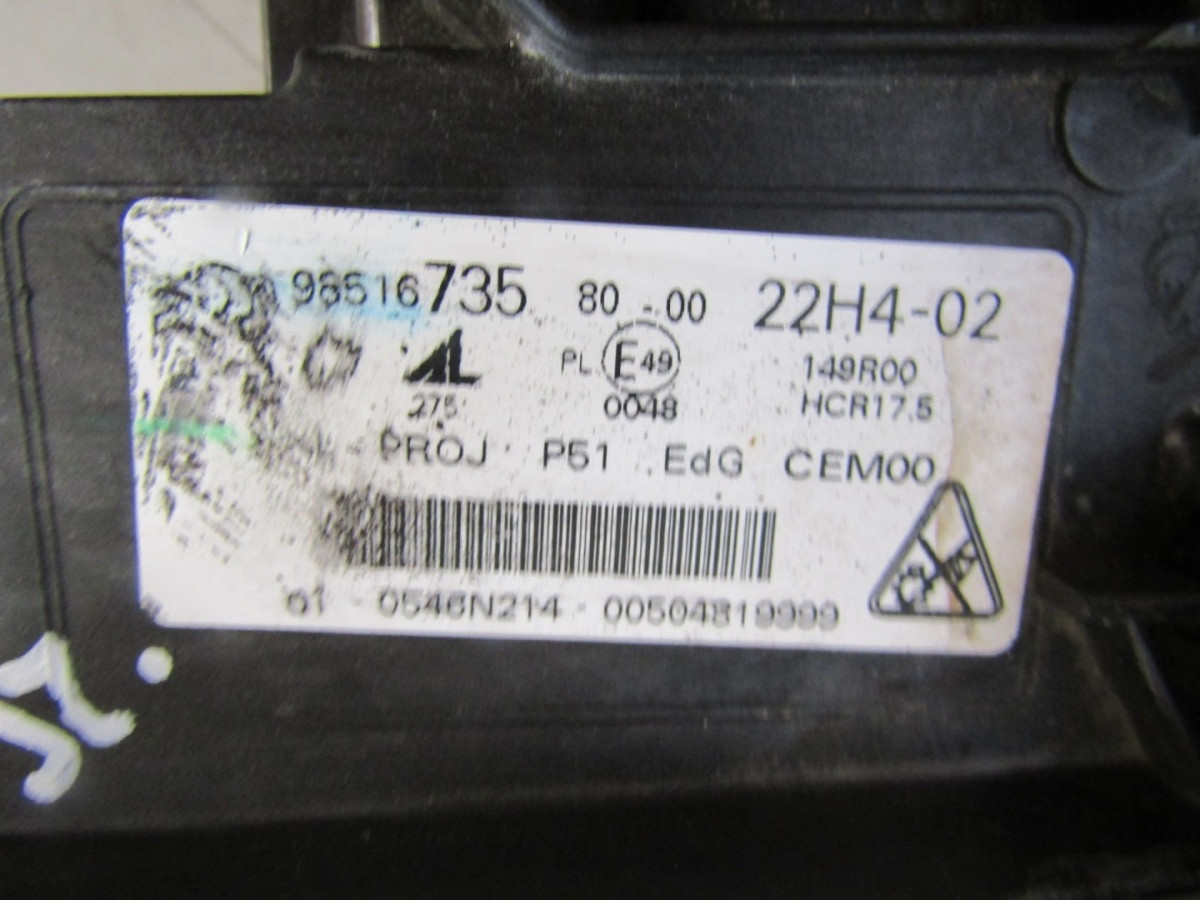 98516735 80 -00 22H4-02
AL PL E49 149R00
275 0048 HCR17.5
PROJ P51 EdG CEM00
01 0546N214 00504819999